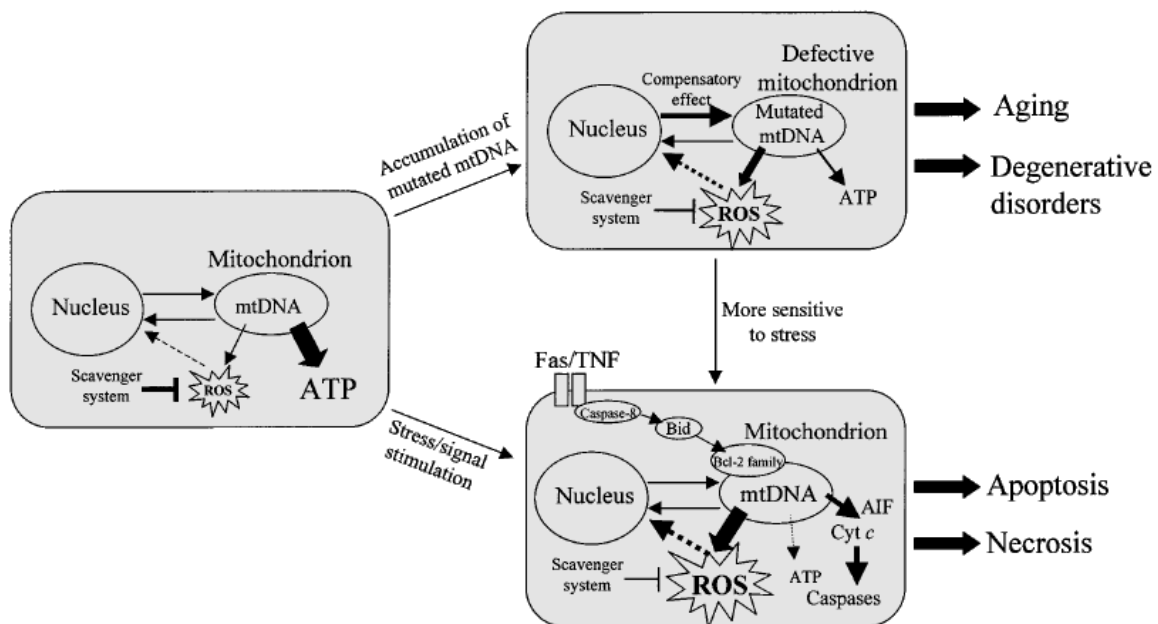 Mitochondrion
Nucleus
mtDNA
Scavenger
system
ROS
ATP
Accumulation of
mutated mtDNA
Stress/signal
stimulation
Defective
mitochondrion
Compensatory
effect
Nucleus
Mutated
mtDNA
Scavenger
system
ROS
ATP
Aging
Degenerative
disorders
More sensitive
to stress
Fas/TNF
Caspase-8
Bid
Mitochondrion
Bcl-2 family
Nucleus
mtDNA
AIF
Cyt c
Scavenger
system
ROS
ATP
Caspases
Apoptosis
Necrosis